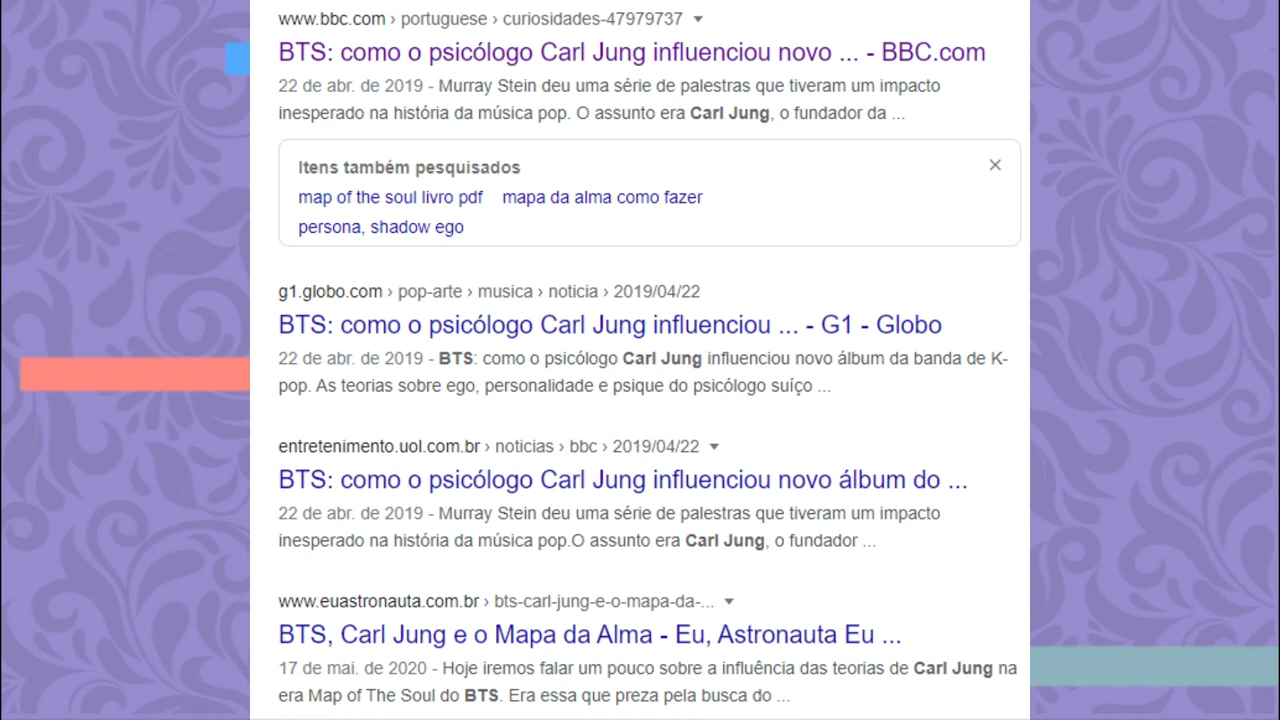 www.bbc.com › portuguese › curiosidades-47979737
BTS: como o psicólogo Carl Jung influenciou novo ... - BBC.com
22 de abr. de 2019 - Murray Stein deu uma série de palestras que tiveram um impacto
inesperado na história da música pop. O assunto era Carl Jung, o fundador da ...
Itens também pesquisados
map of the soul livro pdf mapa da alma como fazer
persona, shadow ego
g1.globo.com › pop-arte › musica › noticia › 2019/04/22
BTS: como o psicólogo Carl Jung influenciou ... - G1 - Globo
22 de abr. de 2019 - BTS: como o psicólogo Carl Jung influenciou novo álbum da banda de K-
pop. As teorias sobre ego, personalidade e psique do psicólogo suíço ...
entretenimento.uol.com.br › noticias › bbc › 2019/04/22
BTS: como o psicólogo Carl Jung influenciou novo álbum do ...
22 de abr. de 2019 - Murray Stein deu uma série de palestras que tiveram um impacto
inesperado na história da música pop.O assunto era Carl Jung, o fundador ...
www.euastronauta.com.br › bts-carl-jung-e-o-mapa-da-...
BTS, Carl Jung e o Mapa da Alma - Eu, Astronauta Eu ...
17 de mai. de 2020 - Hoje iremos falar um pouco sobre a influência das teorias de Carl Jung na
era Map of The Soul do BTS. Era essa que preza pela busca do ...